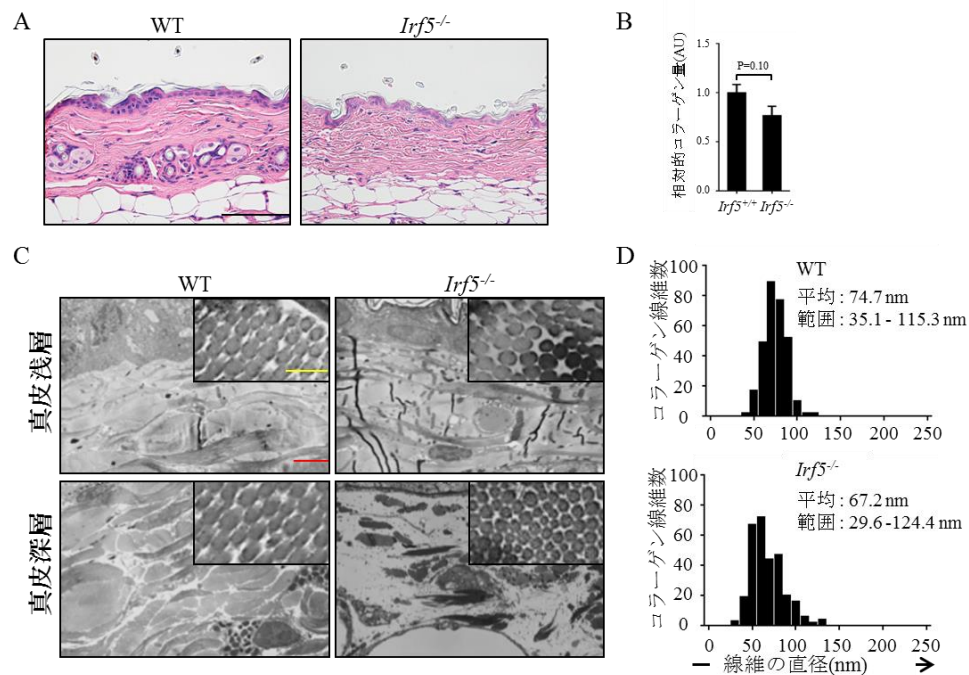 A
WT
Irf5-/-
B
相対的コラーゲン量(AU)
1.5
1.0
0.5
0.0
P=0.10
Irf5+/+ Irf5-/-
C
WT
Irf5-/-
真皮浅層
真皮深層
D
コラーゲン線維数
100
80
60
40
20
0
WT
平均 : 74.7 nm
範囲 : 35.1 - 115.3 nm
0 50 100 150 200 250
コラーゲン線維数
100
80
60
40
20
0
Irf5-/-
平均 : 67.2 nm
範囲 : 29.6 -124.4 nm
0 50 100 150 200 250
線維の直径(nm)